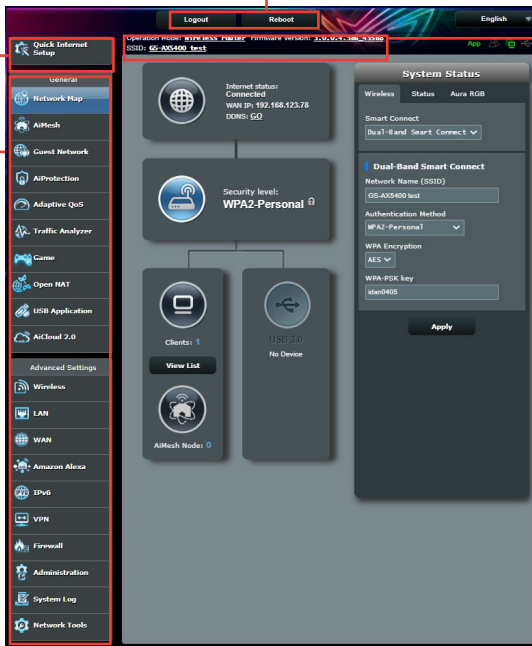 Logout
Reboot
English
Quick Internet
Setup
Operation Mode: Wireless router Firmware Version:
SSID: GS-AX5400 test
App
General
Network Map
AiMesh
Guest Network
AiProtection
Adaptive QoS
Traffic Analyzer
Game
Open NAT
USB Application
AiCloud 2.0
Advanced Settings
Wireless
LAN
WAN
Amazon Alexa
IPv6
VPN
Firewall
Administration
System Log
Network Tools
Internet status:
Connected
WAN IP: 192.168.123.78
DDNS: GO
Security level:
WPA2-Personal
Clients: 1
View List
AiMesh Node: 0
USB 3.0
No Device
System Status
Wireless
Status
Aura RGB
Smart Connect
Dual-Band Smart Connect
Dual-Band Smart Connect
Network Name (SSID)
GS-AX5400 test
Authentication Method
WPA2-Personal
WPA Encryption
AES
WPA-PSK key
idan0405
Apply